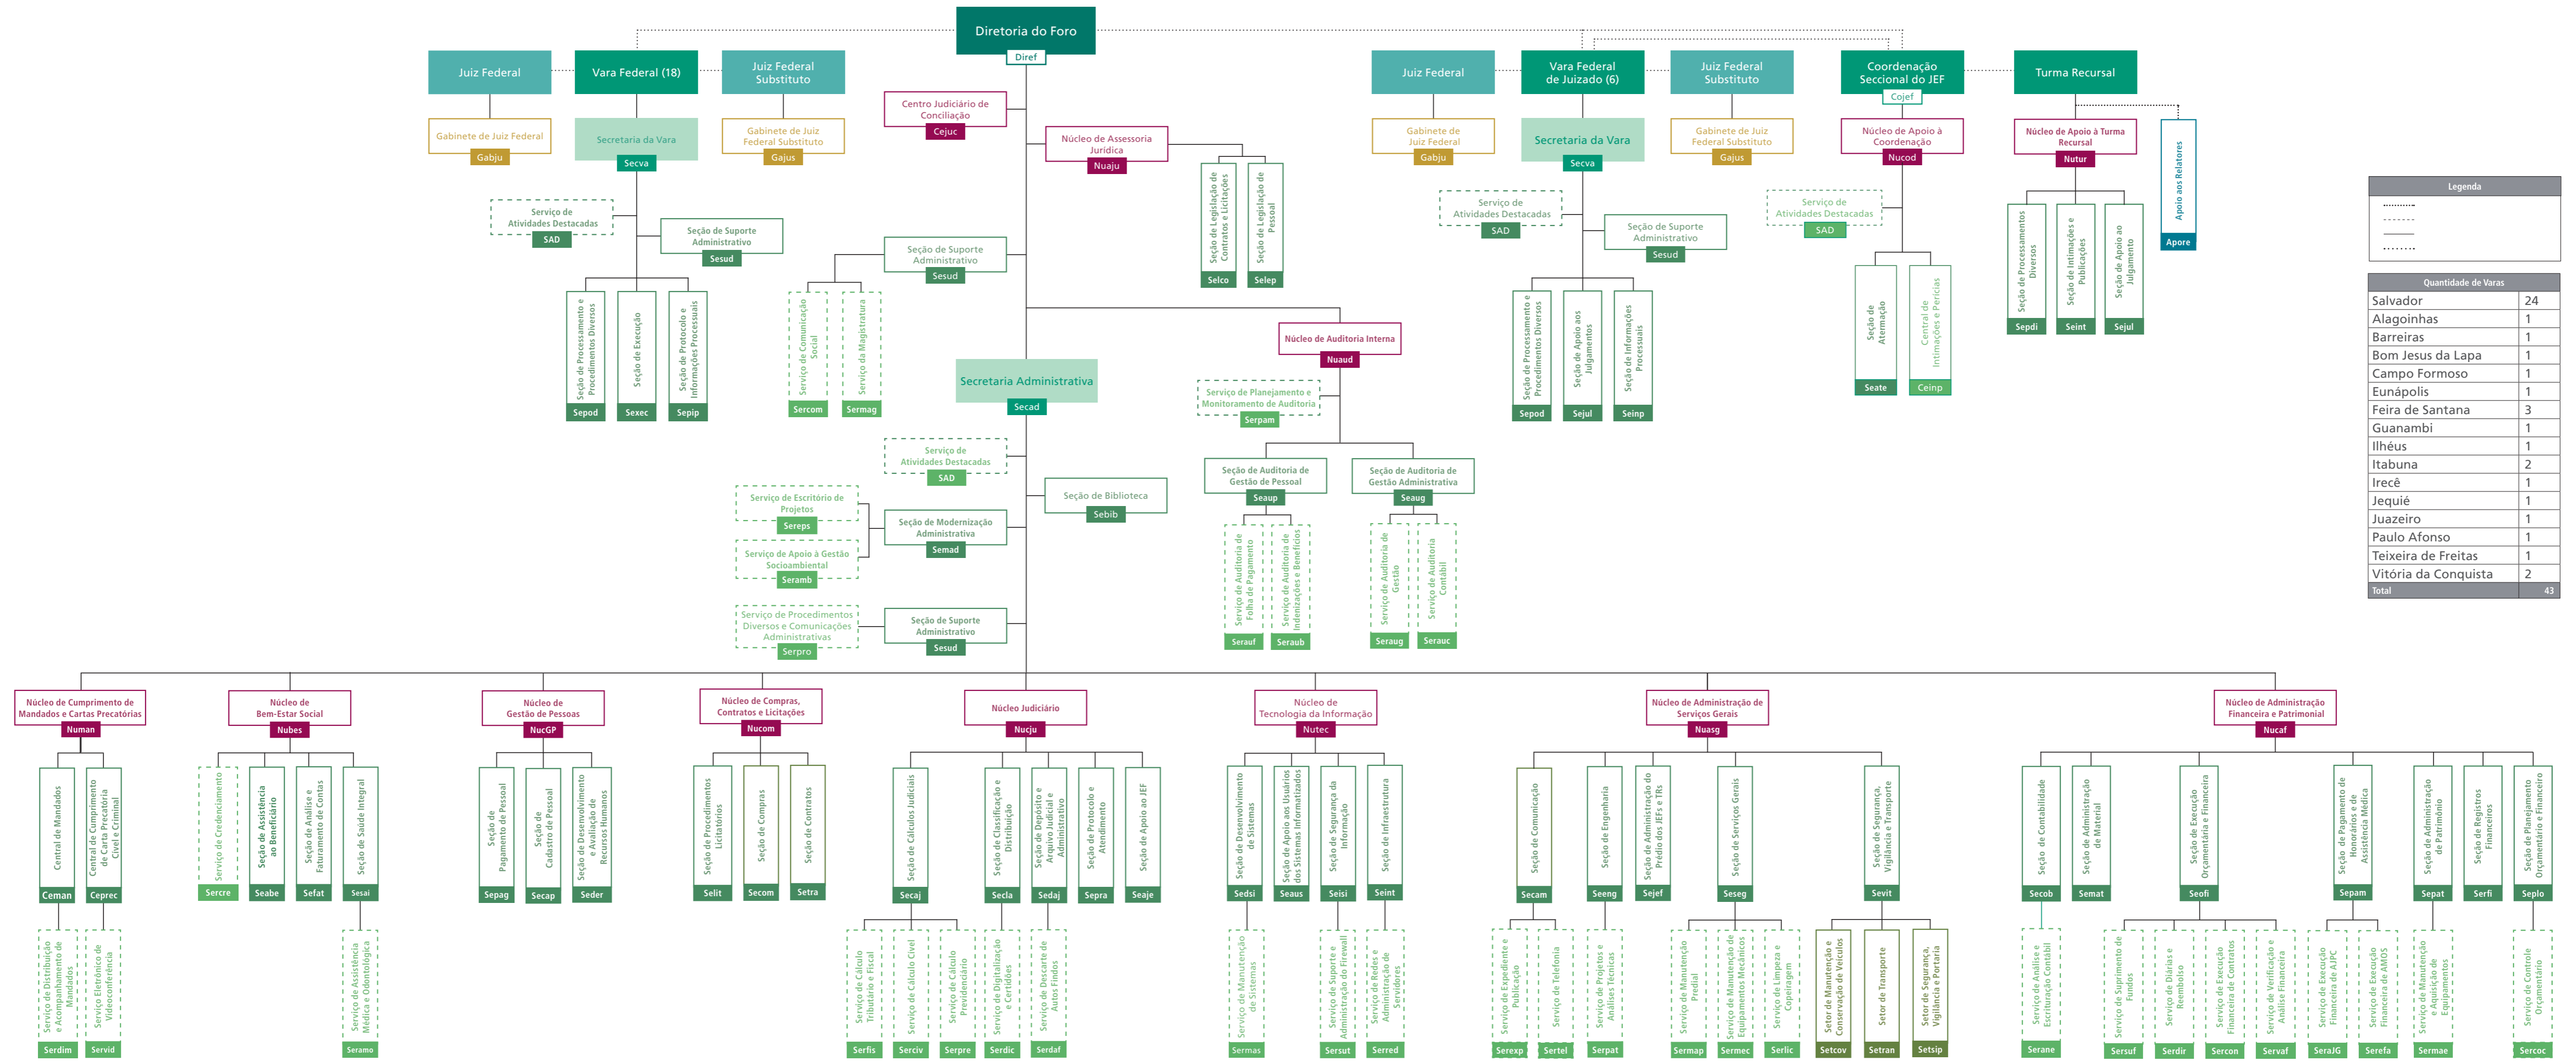 Diretoria do Foro
Diref
Juiz Federal
Gabinete de Juiz Federal
Gabju
Vara Federal (18)
Secretaria da Vara
Secva
Juiz Federal
Substituto
Gabinete de Juiz
Federal Substituto
Gajus
Serviço de
Atividades Destacadas
SAD
Seção de Suporte
Administrativo
Sesud
Seção de Processamento e
Procedimentos Diversos
Sepod
Seção de Execução
Sexec
Seção de Protocolo e
Informações Processuais
Sepip
Centro Judiciário de
Conciliação
Cejuc
Núcleo de Assessoria
Jurídica
Nuaju
Seção de Legislação de
Contratos e Licitações
Selco
Seção de Legislação de
Pessoal
Selep
Seção de Suporte
Administrativo
Sesud
Serviço de Comunicação
Social
Sercom
Serviço da Magistratura
Sermag
Núcleo de Auditoria Interna
Nuaud
Serviço de Planejamento e
Monitoramento de Auditoria
Serpam
Seção de Auditoria de
Gestão de Pessoal
Seaup
Seção de Auditoria de
Gestão Administrativa
Seaug
Serviço de Auditoria de
Folha de Pagamento
Serauf
Serviço de Auditoria de
Indenizações e Benefícios
Seraub
Serviço de Auditoria de
Gestão
Seraug
Serviço de Auditoria
Contábil
Serauc
Secretaria Administrativa
Secad
Serviço de
Atividades Destacadas
SAD
Seção de Biblioteca
Sebib
Serviço de Escritório de
Projetos
Sereps
Serviço de Apoio à Gestão
Socioambiental
Seramb
Seção de Modernização
Administrativa
Semad
Serviço de Procedimentos
Diversos e Comunicações
Administrativas
Serpro
Seção de Suporte
Administrativo
Sesud
Juiz Federal
Gabinete de
Juiz Federal
Gabju
Vara Federal
de Juizado (6)
Secretaria da Vara
Secva
Juiz Federal
Substituto
Gabinete de Juiz
Federal Substituto
Gajus
Serviço de
Atividades Destacadas
SAD
Seção de Suporte
Administrativo
Sesud
Seção de Processamento e
Procedimentos Diversos
Sepod
Seção de Apoio aos
Julgamentos
Sejul
Seção de Informações
Processuais
Seinp
Coordenação
Seccional do JEF
Cojef
Núcleo de Apoio à
Coordenação
Nucod
Serviço de
Atividades Destacadas
SAD
Seção de
Atermação
Seate
Central de
Intimações e Perícias
Ceinp
Turma Recursal
Núcleo de Apoio à Turma
Recursal
Nutur
Apoio aos Relatores
Apore
Seção de Processamentos
Diversos
Sepdi
Seção de Intimações e
Publicações
Seint
Seção de Apoio ao
Julgamento
Sejul
Legenda
Quantidade de Varas
Salvador 24
Alagoinhas 1
Barreiras 1
Bom Jesus da Lapa 1
Campo Formoso 1
Eunápolis 1
Feira de Santana 3
Guanambi 1
Ilhéus 1
Itabuna 2
Irecê 1
Jequié 1
Juazeiro 1
Paulo Afonso 1
Teixeira de Freitas 1
Vitória da Conquista 2
Total 43
Núcleo de Cumprimento de
Mandados e Cartas Precatórias
Numan
Central de Mandados
Ceman
Central de Cumprimento
de Carta Precatória
Cível e Criminal
Ceprec
Serviço de Distribuição
e Acompanhamento de
Mandados
Serdim
Serviço Eletrônico de
Videoconferência
Servid
Núcleo de
Bem-Estar Social
Nubes
Serviço de Credenciamento
Sercre
Seção de Assistência
ao Beneficiário
Seabe
Seção de Análise e
Faturamento de Contas
Sefat
Seção de Saúde Integral
Sesai
Serviço de Assistência
Médica e Odontológica
Seramo
Núcleo de
Gestão de Pessoas
NucGP
Seção de
Pagamento de Pessoal
Sepag
Seção de
Cadastro de Pessoal
Secap
Seção de Desenvolvimento
e Avaliação de
Recursos Humanos
Seder
Núcleo de Compras,
Contratos e Licitações
Nucom
Seção de Procedimentos
Licitatórios
Selit
Seção de Compras
Secom
Seção de Contratos
Setra
Núcleo Judiciário
Nucju
Seção de Cálculos Judiciais
Secaj
Seção de Classificação e
Distribuição
Secla
Seção de Depósito e
Arquivo Judicial e
Administrativo
Sedaj
Seção de Protocolo e
Atendimento
Sepra
Seção de Apoio ao JEF
Seaje
Serviço de Cálculo
Tributário e Fiscal
Serfis
Serviço de Cálculo Cível
Serciv
Serviço de Cálculo
Previdenciário
Serpre
Serviço de Digitalização
e Certidões
Serdic
Serviço de Descarte de
Autos Findos
Serdaf
Núcleo de
Tecnologia da Informação
Nutec
Seção de Desenvolvimento
de Sistemas
Sedsi
Seção de Apoio aos Usuários
dos Sistemas Informatizados
Seaus
Seção de Segurança da
Informação
Seisi
Seção de Infraestrutura
Seint
Serviço de Manutenção
de Sistemas
Sermas
Serviço de Suporte e
Administração do Firewall
Sersut
Serviço de Redes e
Administração de
Servidores
Serred
Núcleo de Administração de
Serviços Gerais
Nuasg
Seção de Comunicação
Secam
Seção de Engenharia
Seeng
Seção de Administração do
Prédio dos JEFs e TRs
Sejef
Seção de Serviços Gerais
Seseg
Seção de Segurança,
Vigilância e Transporte
Sevit
Serviço de Expediente e
Publicação
Serexp
Serviço de Telefonia
Sertel
Serviço de Projetos e
Análises Técnicas
Serpat
Serviço de Manutenção
Predial
Sermap
Serviço de Manutenção de
Equipamentos Mecânicos
Sermec
Serviço de Limpeza e
Copeiragem
Serlic
Setor de Manutenção e
Conservação de Veículos
Setcov
Setor de Transporte
Setran
Setor de Segurança,
Vigilância e Portaria
Setsip
Núcleo de Administração
Financeira e Patrimonial
Nucaf
Seção de Contabilidade
Secob
Seção de Administração
de Material
Semat
Seção de Execução
Orçamentária e Financeira
Seofi
Seção de Pagamento de
Honorários e de
Assistência Médica
Sepam
Seção de Administração
de Patrimônio
Sepat
Seção de Registros
Financeiros
Serfi
Seção de Planejamento
Orçamentário e Financeiro
Seplo
Serviço de Análise e
Escrituração Contábil
Serane
Serviço de Suprimento de
Fundos
Sersuf
Serviço de Diárias e
Reembolso
Serdir
Serviço de Execução
Financeira de Contratos
Sercon
Serviço de Verificação e
Análise Financeira
Servaf
Serviço de Execução
Financeira de AJPC
SeraJG
Serviço de Execução
Financeira de AMOS
Serefa
Serviço de Manutenção
e Aquisição de
Equipamentos
Sermae
Serviço de Controle
Orçamentário
Sercoc